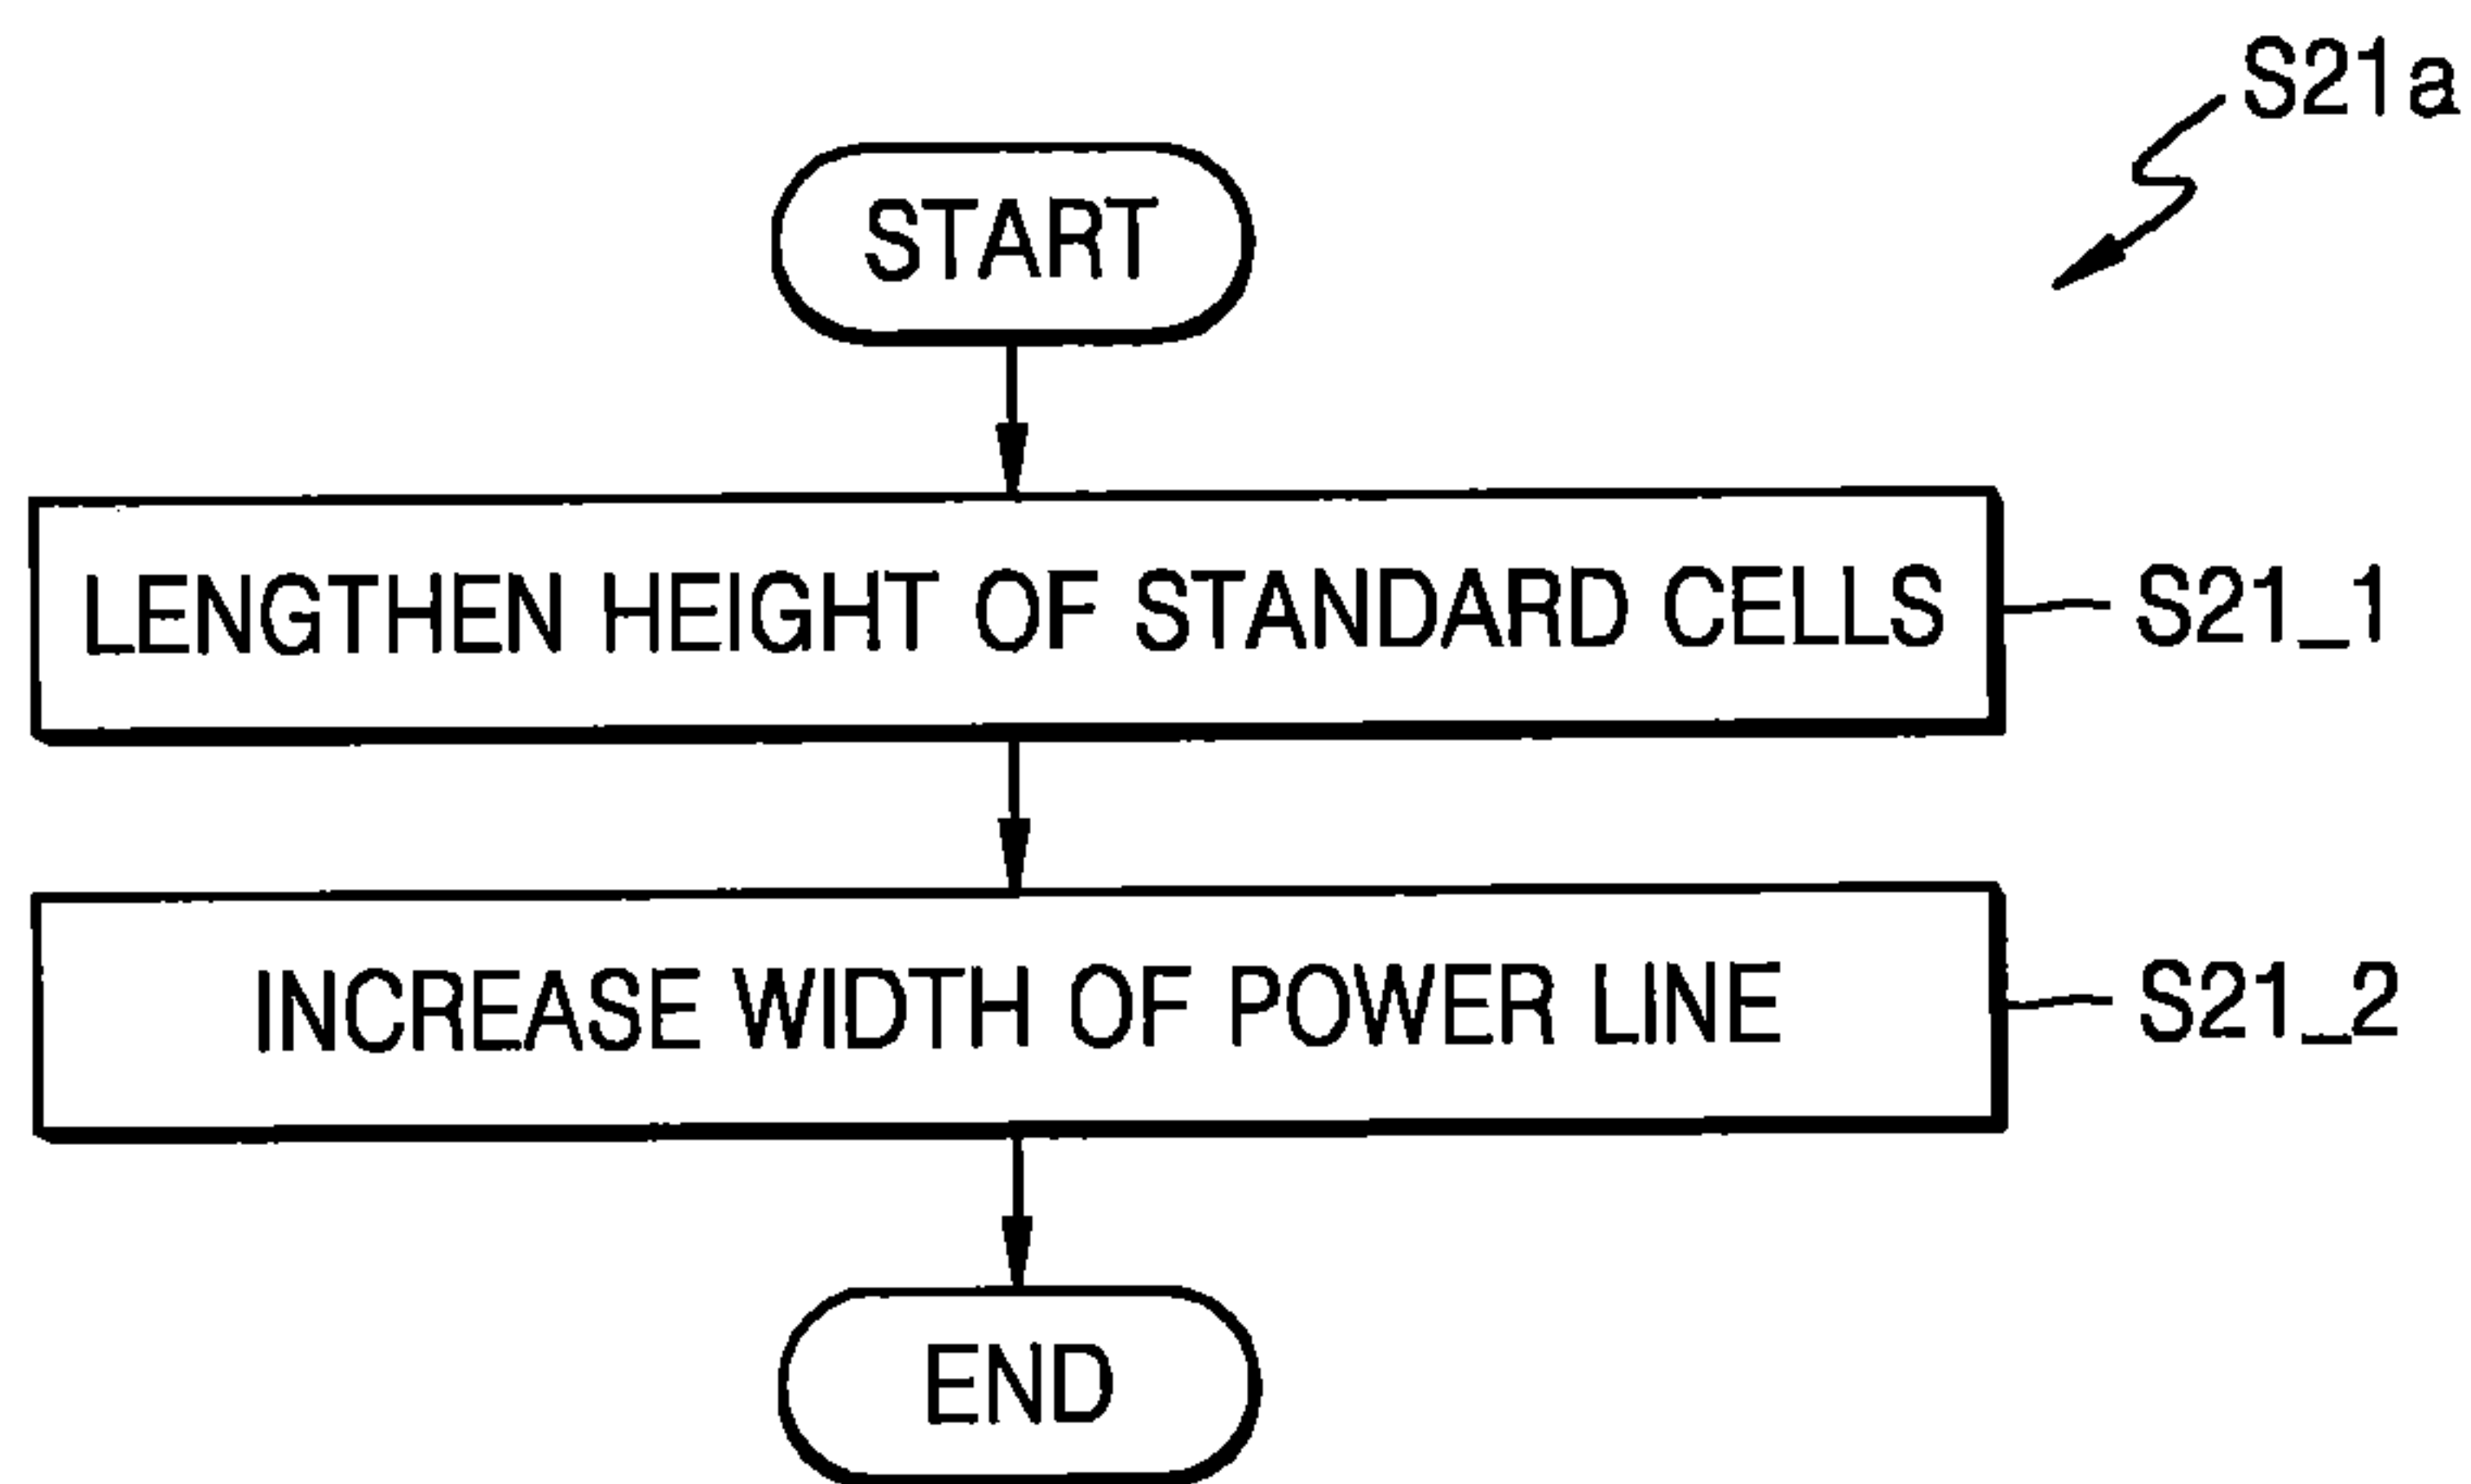 S21a
START
LENGTHEN HEIGHT OF STANDARD CELLS
S21_1
INCREASE WIDTH OF POWER LINE
S21_2
END